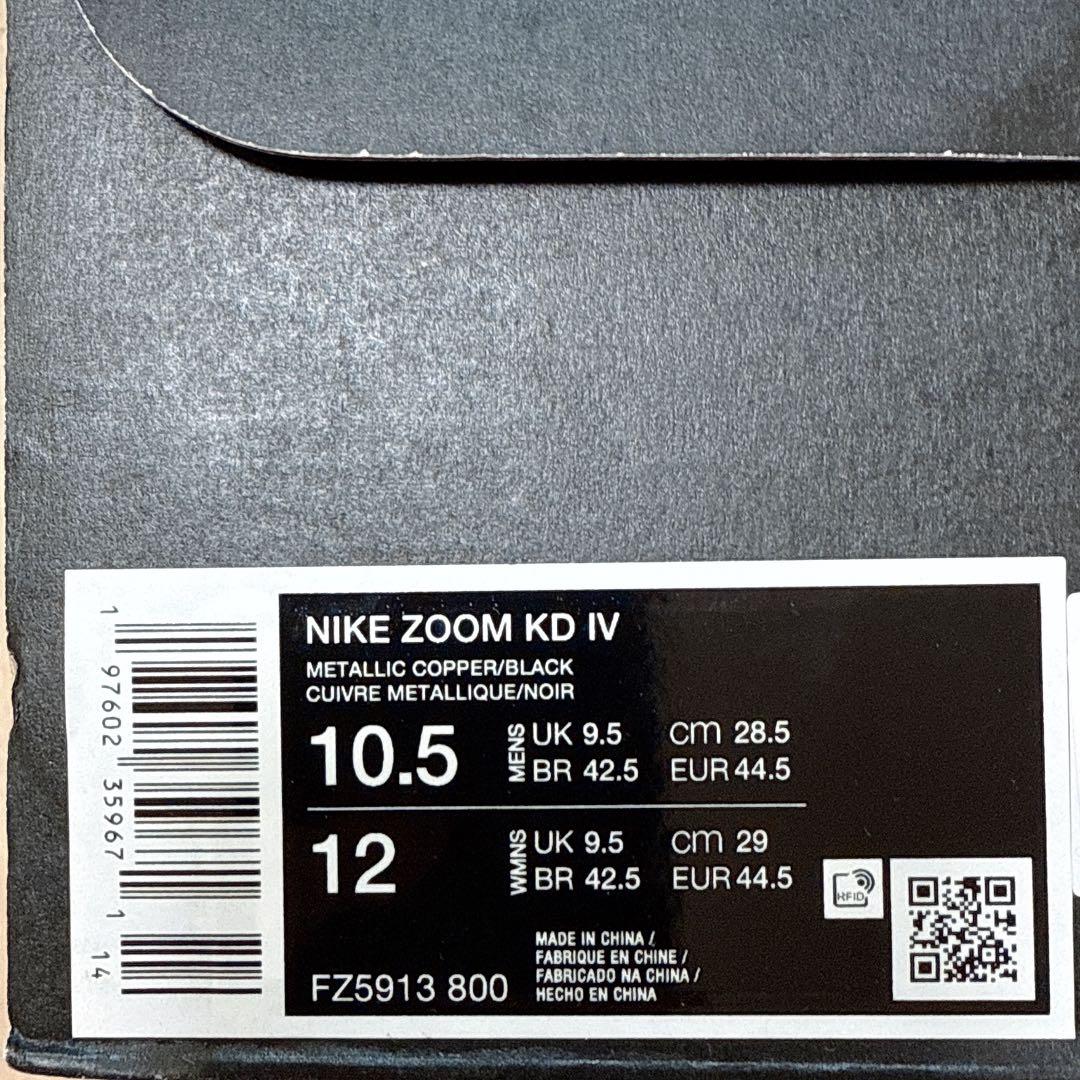 NIKE ZOOM KD IV
METALLIC COPPER/BLACK
CUIVRE METALLIQUE/NOIR
10.5 MENS UK 9.5 cm 28.5
BR 42.5 EUR 44.5
12 WMNS UK 9.5 cm 29
BR 42.5 EUR 44.5
RFID
MADE IN CHINA /
FABRIQUE EN CHINE /
FABRICADO NA CHINA /
HECHO EN CHINA
FZ5913 800
1 97602 35967 1 14